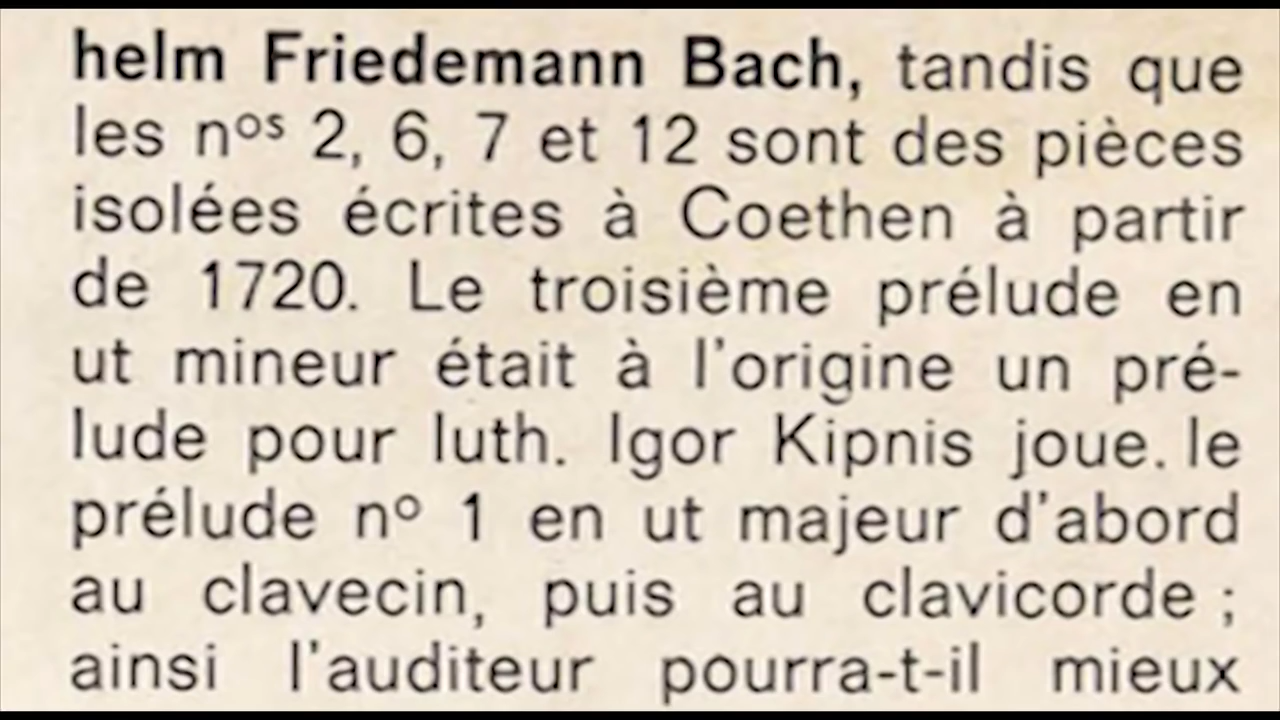 helm Friedemann Bach, tandis que
les nos 2, 6, 7 et 12 sont des pièces
isolées écrites à Coethen à partir
de 1720. Le troisième prélude en
ut mineur était à l'origine un pré-
lude pour luth. Igor Kipnis joue. le
prélude no 1 en ut majeur d'abord
au clavecin, puis au clavicorde ;
ainsi l'auditeur pourra-t-il mieux